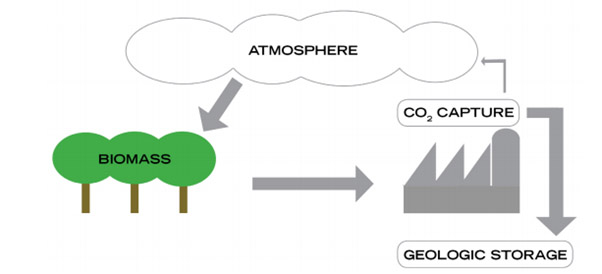 ATMOSPHERE
CO₂ CAPTURE
BIOMASS
GEOLOGIC STORAGE